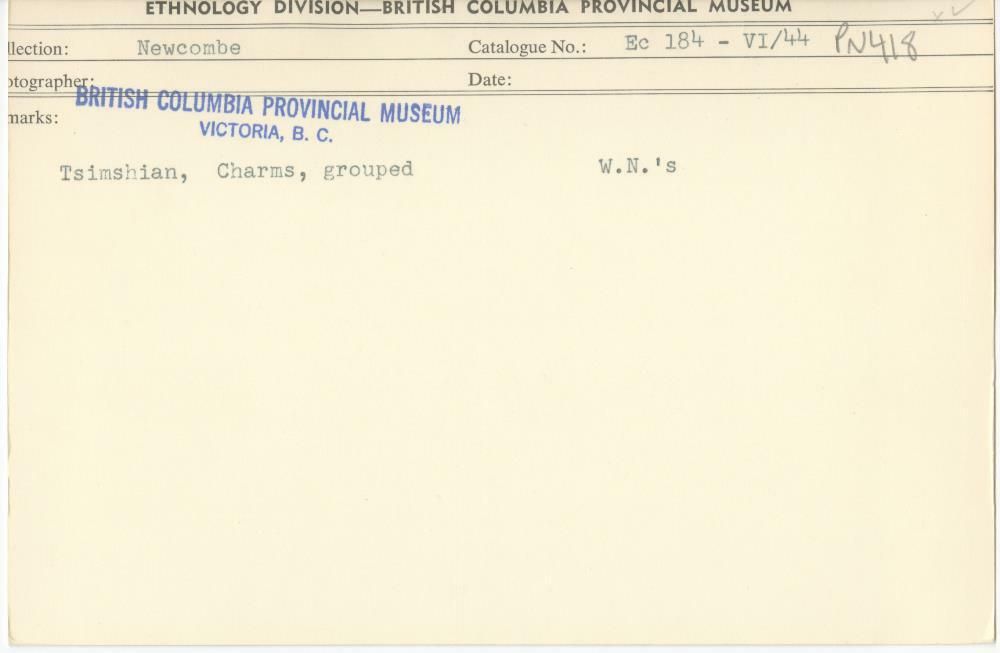 ETHNOLOGY DIVISION—BRITISH COLUMBIA PROVINCIAL MUSEUM
llection: Newcombe Catalogue No.: Ec 184 - VI/44 PN418
otographer: Date:
BRITISH COLUMBIA PROVINCIAL MUSEUM
marks:
VICTORIA, B. C.
Tsimshian, Charms, grouped W.N.'s